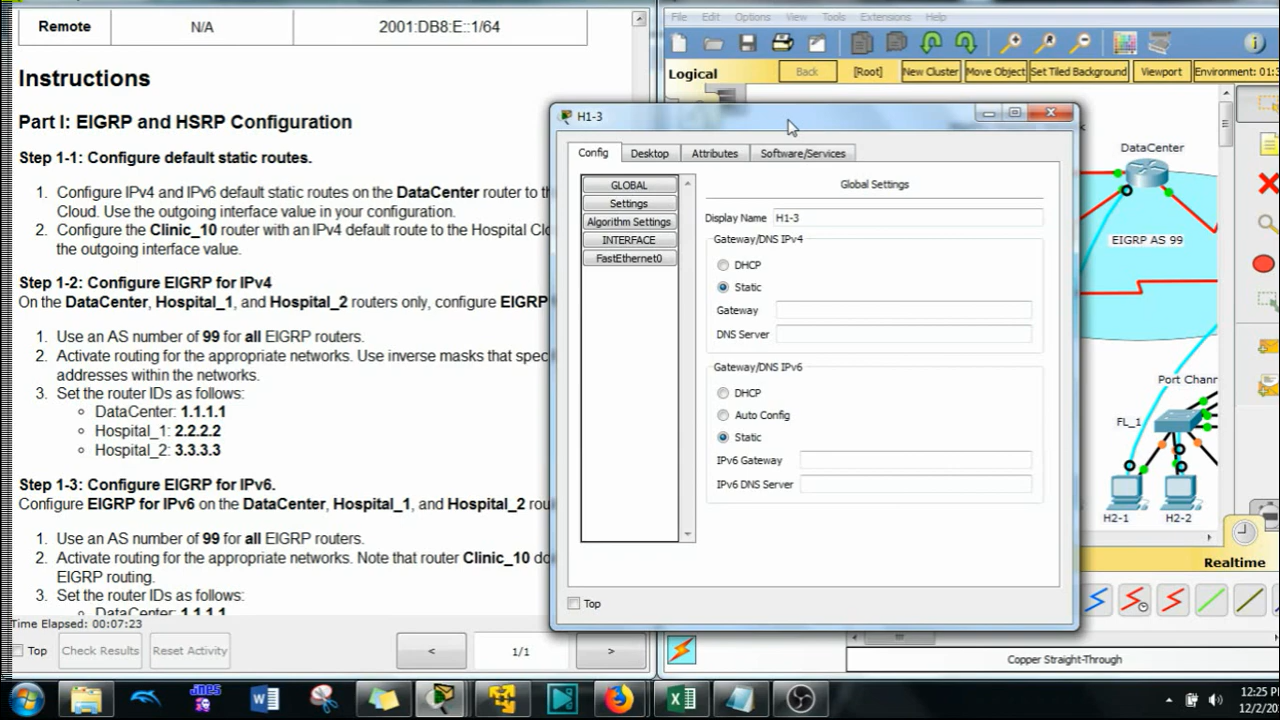 Remote N/A 2001:DB8:E::1/64
Instructions
Part I: EIGRP and HSRP Configuration
Step 1-1: Configure default static routes.
1. Configure IPv4 and IPv6 default static routes on the DataCenter router to th
Cloud. Use the outgoing interface value in your configuration.
2. Configure the Clinic_10 router with an IPv4 default route to the Hospital Clo
the outgoing interface value.
Step 1-2: Configure EIGRP for IPv4
On the DataCenter, Hospital_1, and Hospital_2 routers only, configure EIGRP
1. Use an AS number of 99 for all EIGRP routers.
2. Activate routing for the appropriate networks. Use inverse masks that spec
addresses within the networks.
3. Set the router IDs as follows:
DataCenter: 1.1.1.1
Hospital_1: 2.2.2.2
Hospital_2: 3.3.3.3
Step 1-3: Configure EIGRP for IPv6.
Configure EIGRP for IPv6 on the DataCenter, Hospital_1, and Hospital_2 rou
1. Use an AS number of 99 for all EIGRP routers.
2. Activate routing for the appropriate networks. Note that router Clinic_10 do
EIGRP routing.
3. Set the router IDs as follows:
DataCenter: 1.1.1.1
Time Elapsed: 00:07:23
Top Check Results Reset Activity < 1/1 >
File Edit Options View Tools Extensions Help
Logical Back [Root] New Cluster Move Object Set Tiled Background Viewport Environment: 01:3
H1-3
Config Desktop Attributes Software/Services
GLOBAL
Settings
Algorithm Settings
INTERFACE
FastEthernet0
Global Settings
Display Name H1-3
Gateway/DNS IPv4
DHCP
Static
Gateway
DNS Server
Gateway/DNS IPv6
DHCP
Auto Config
Static
IPv6 Gateway
IPv6 DNS Server
Top
DataCenter
EIGRP AS 99
Port Chann
FL_1
H2-1 H2-2
Realtime
Copper Straight-Through
jNES
12:25 P
12/2/20